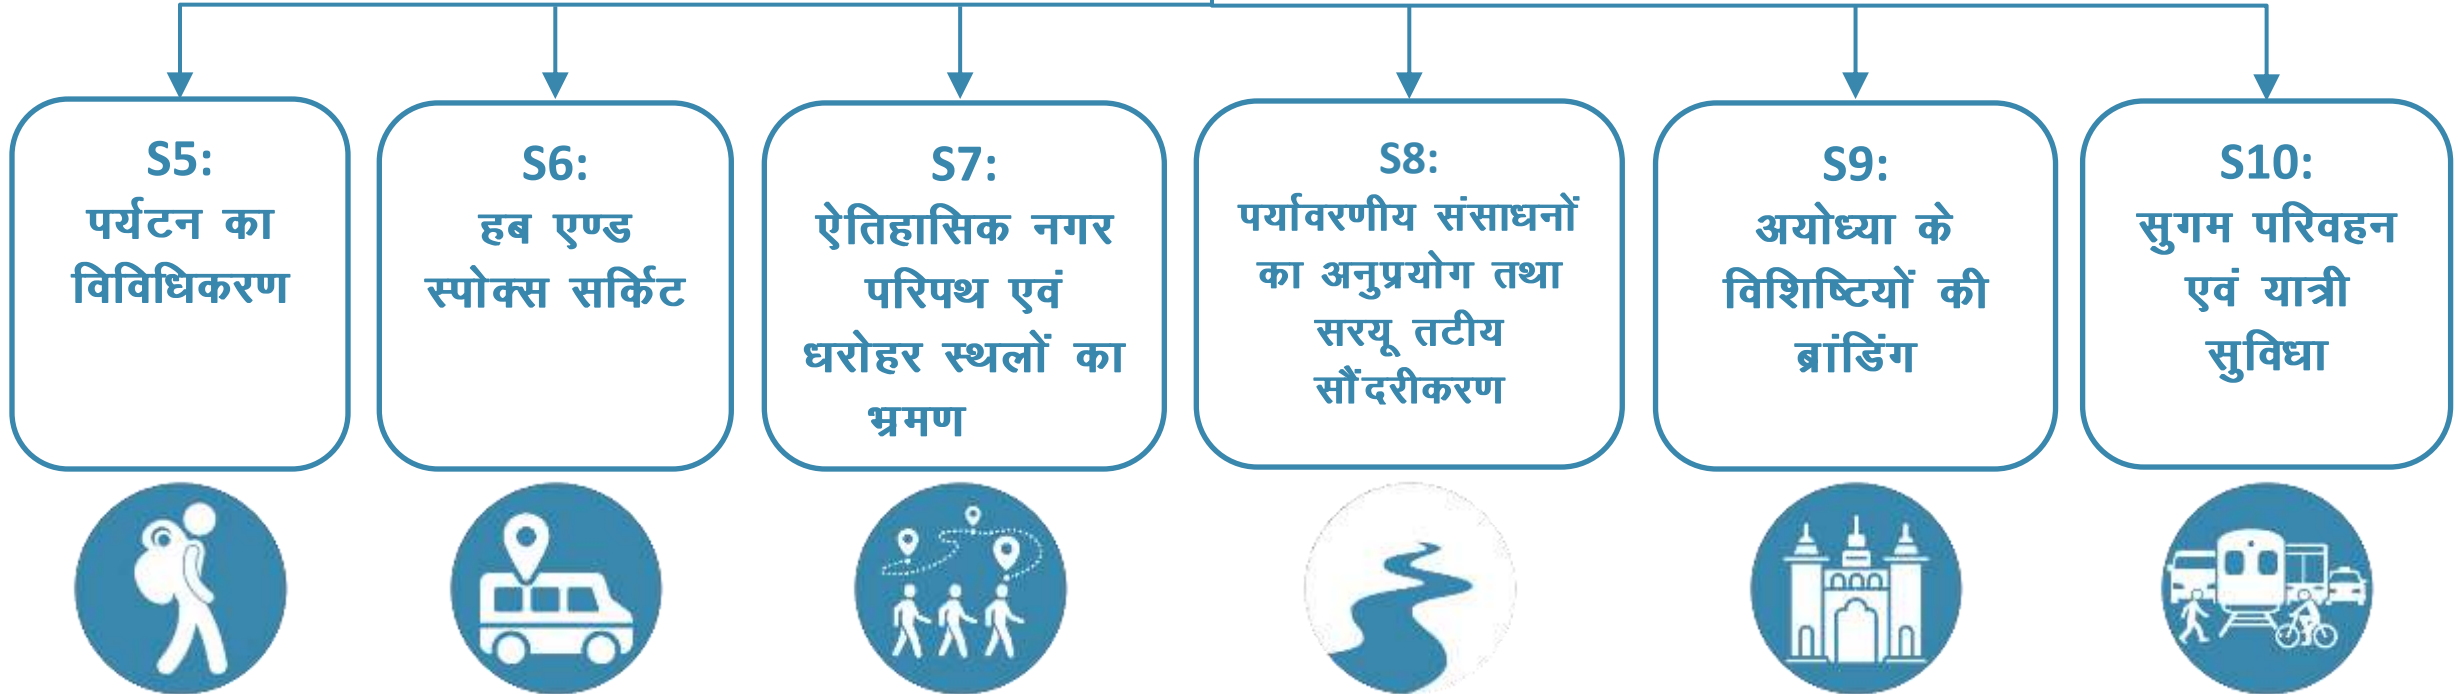 S5:
पर्यटन का
विविधिकरण
S6:
हब एण्ड
स्पोक्स सर्किट
S7:
ऐतिहासिक नगर
परिपथ एवं
धरोहर स्थलों का
भ्रमण
S8:
पर्यावरणीय संसाधनों
का अनुप्रयोग तथा
सरयू तटीय
सौंदरीकरण
S9:
अयोध्या के
विशिष्टियों की
ब्रांडिंग
S10:
सुगम परिवहन
एवं यात्री
सुविधा